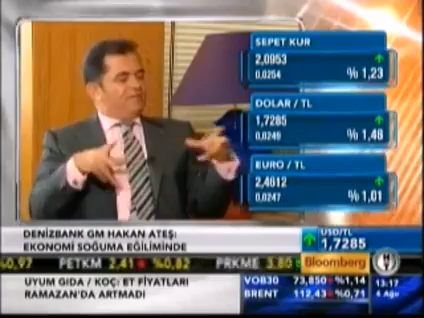 SEPET KUR
2,0953
0,0254 % 1,23
DOLAR / TL
1,7285
0,0249 % 1,46
EURO / TL
2,4612
0,0247 % 1,01
DENİZBANK GM HAKAN ATEŞ:
EKONOMİ SOĞUMA EĞİLİMİNDE
USD/TL
1,7285
%0,97 PETKM 2,41 %0,82 PRKME 3,80
Bloomberg HT
UYUM GIDA / KOÇ: ET FİYATLARI
RAMAZAN'DA ARTMADI
VOB30 73,850 %1,14
BRENT 112,43 %0,71
13:17
4 Ağu